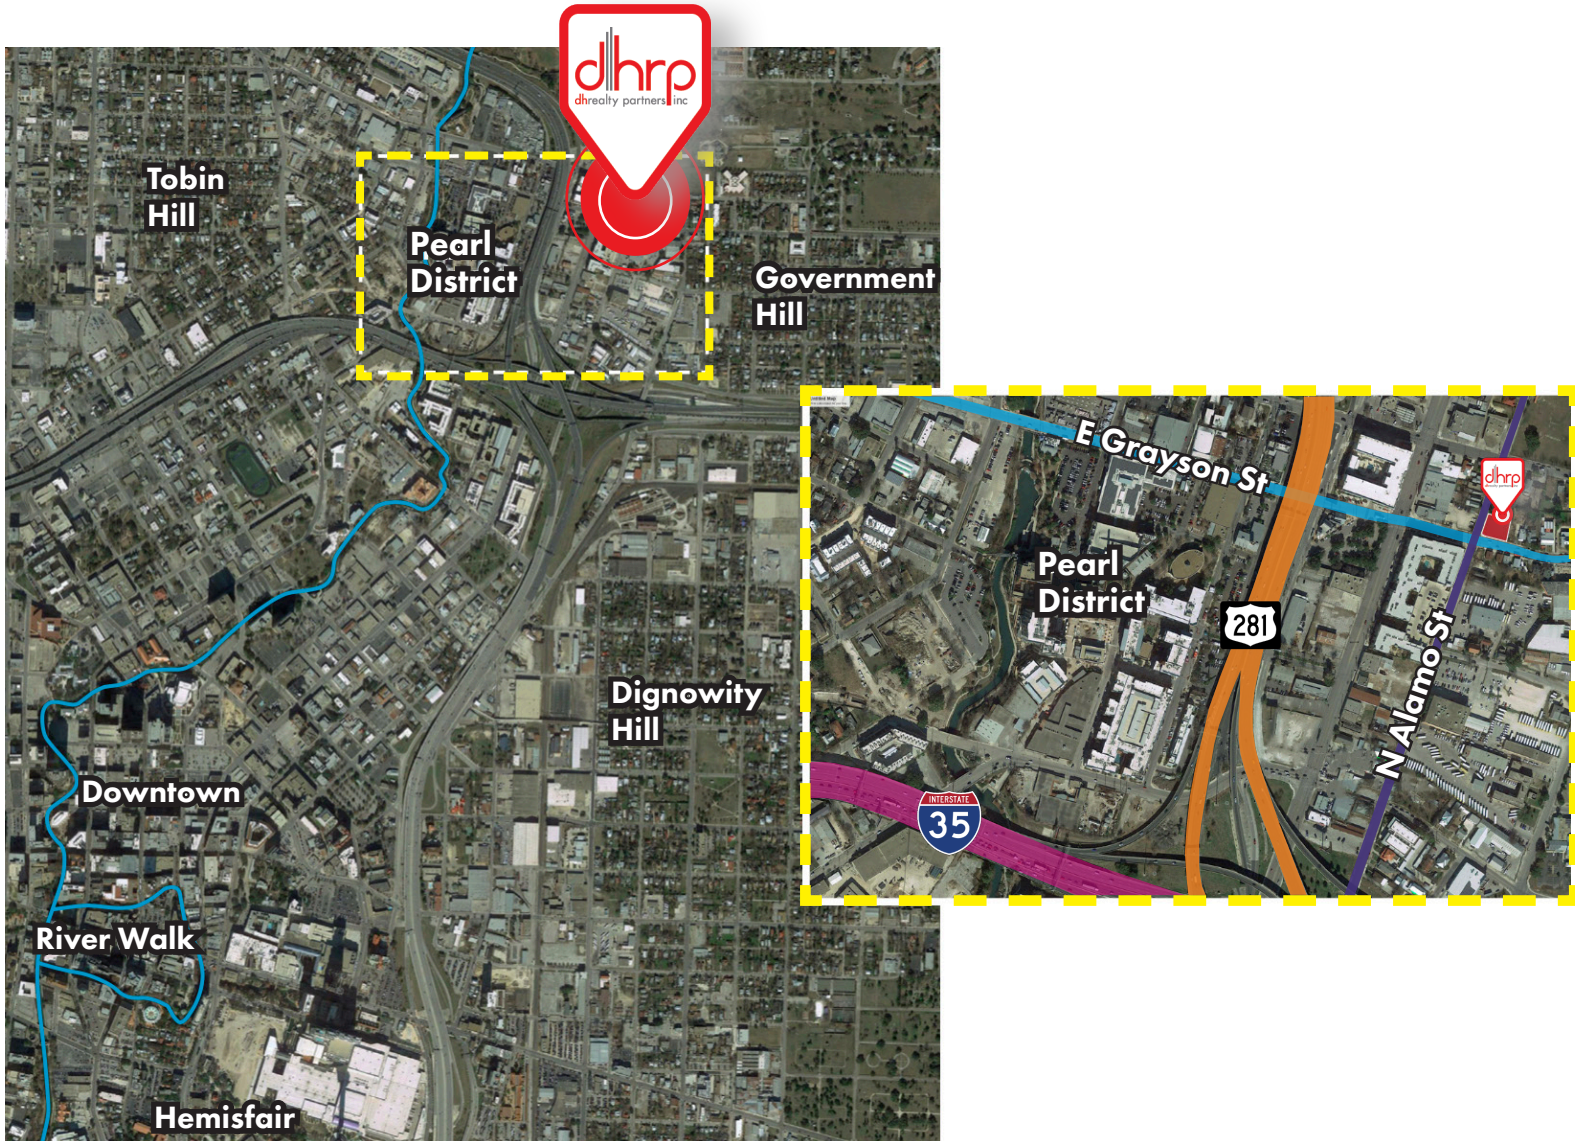 dhrp
dhrealty partners inc
Tobin
Hill
Pearl
District
Government
Hill
Dignowity
Hill
Downtown
River Walk
Hemisfair
E Grayson St
dhrp
Pearl
District
281
N Alamo St
INTERSTATE
35